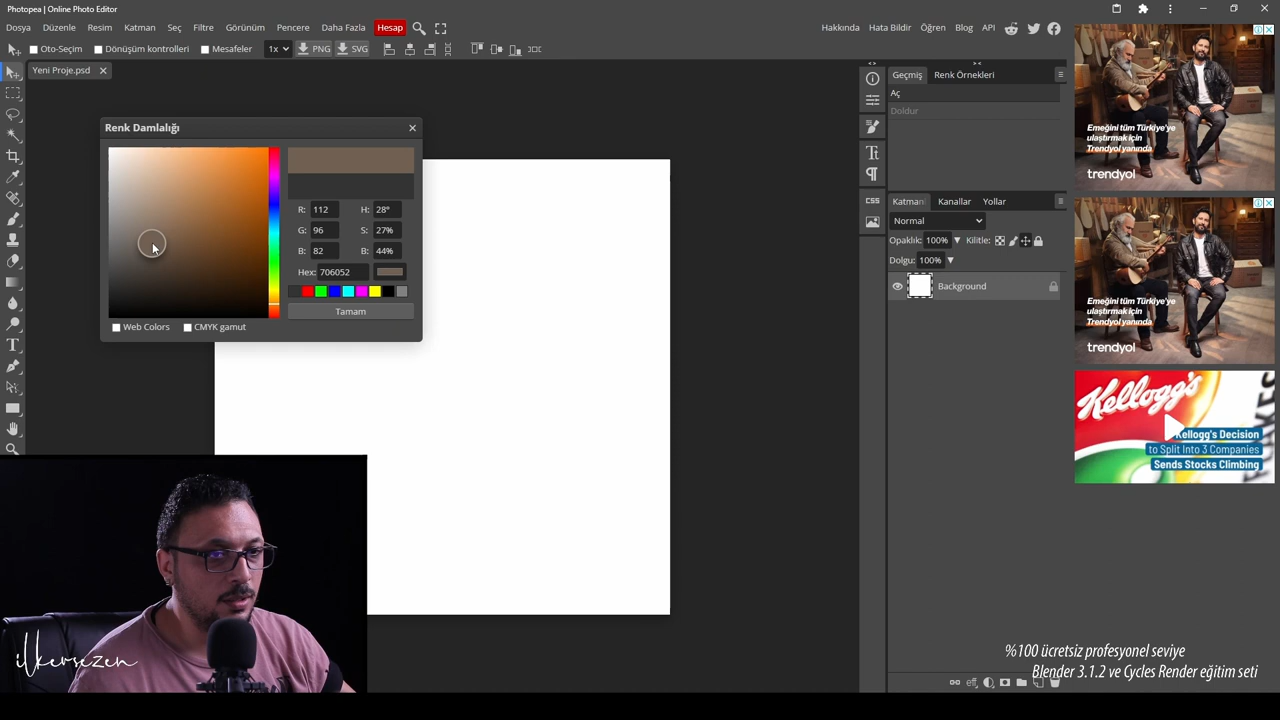 Photopea | Online Photo Editor
Dosya Düzenle Resim Katman Seç Filtre Görünüm Pencere Daha Fazla Hesap
Hakkında Hata Bildir Öğren Blog API
Oto-Seçim Dönüşüm kontrolleri Mesafeler 1x PNG SVG
Yeni Proje.psd
Renk Damlalığı
R: 112 H: 28°
G: 96 S: 27%
B: 82 B: 44%
Hex: 706052
Tamam
Web Colors CMYK gamut
Geçmiş Renk Örnekleri
Aç
Doldur
CSS
Katman Kanallar Yollar
Normal
Opaklık: 100% Kilitle:
Dolgu: 100%
Background
eff
Emeğini tüm Türkiye'ye
ulaştırmak için
Trendyol yanında
trendyol
Emeğini tüm Türkiye'ye
ulaştırmak için
Trendyol yanında
trendyol
Kellogg's
Kellogg's Decision
to Split Into 3 Companies
Sends Stocks Climbing
ilkersezen
%100 ücretsiz profesyonel seviye
Blender 3.1.2 ve Cycles Render eğitim seti